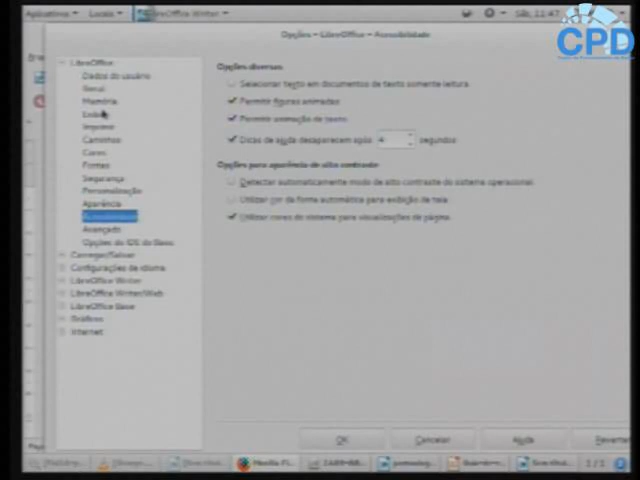 Aplicativos Locais LibreOffice Writer Sáb, 11:47
CPD
Opções - LibreOffice - Acessibilidade
LibreOffice
Dados do usuário
Geral
Memória
Exibir
Imprimir
Caminhos
Cores
Fontes
Segurança
Personalização
Aparência
Acessibilidade
Avançado
Opções do IDE do Basic
Carregar/Salvar
Configurações de idioma
LibreOffice Writer
LibreOffice Writer/Web
LibreOffice Base
Gráficos
Internet
Opções diversas
Selecionar texto em documentos de texto somente leitura
Permitir figuras animadas
Permitir animação de texto
Dicas de ajuda desaparecem após 4 segundos
Opções para aparência de alto contraste
Detectar automaticamente modo de alto contraste do sistema operacional
Utilizar cor da fonte automática para exibição de tela
Utilizar cores do sistema para visualizações de página
OK Cancelar Ajuda Reverter
Mozilla Fi... 1 / 1